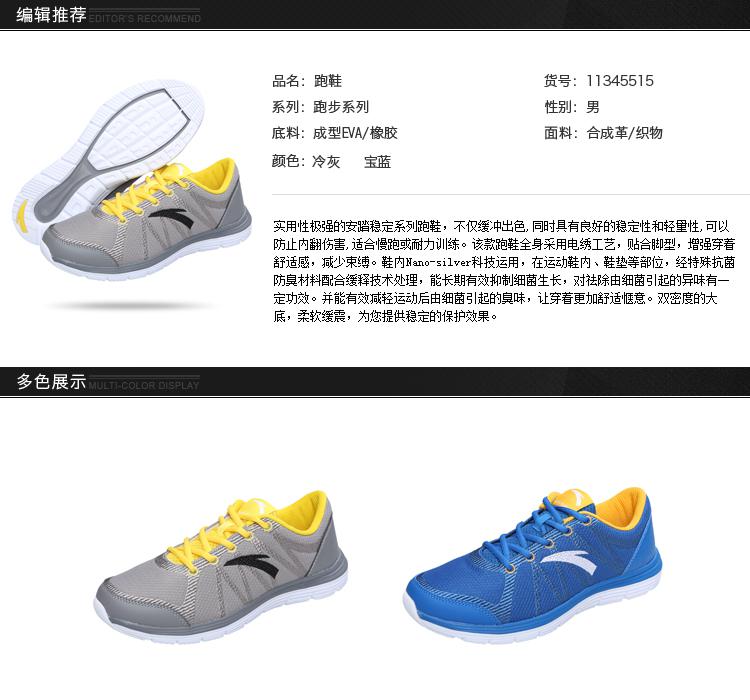 编辑推荐 EDITOR'S RECOMMEND
品名：跑鞋 货号：11345515
系列：跑步系列 性别：男
底料：成型EVA/橡胶 面料：合成革/织物
颜色：冷灰 宝蓝
实用性极强的安踏稳定系列跑鞋，不仅缓冲出色,同时具有良好的稳定性和轻量性,可以
防止内翻伤害,适合慢跑或耐力训练。该款跑鞋全身采用电绣工艺，贴合脚型，增强穿着
舒适感，减少束缚。鞋内Nano-silver科技运用，在运动鞋内、鞋垫等部位，经特殊抗菌
防臭材料配合缓释技术处理，能长期有效抑制细菌生长，对祛除由细菌引起的异味有一
定功效。并能有效减轻运动后由细菌引起的臭味，让穿着更加舒适惬意。双密度的大
底，柔软缓震，为您提供稳定的保护效果。
多色展示 MULTI-COLOR DISPLAY